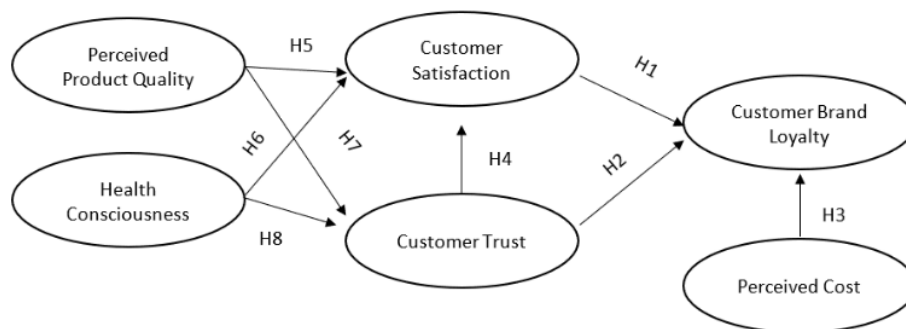 Perceived
Product Quality
H5
Customer
Satisfaction
H1
Customer Brand
Loyalty
H6
H7
H4
H2
Health
Consciousness
H8
Customer Trust
H3
Perceived Cost